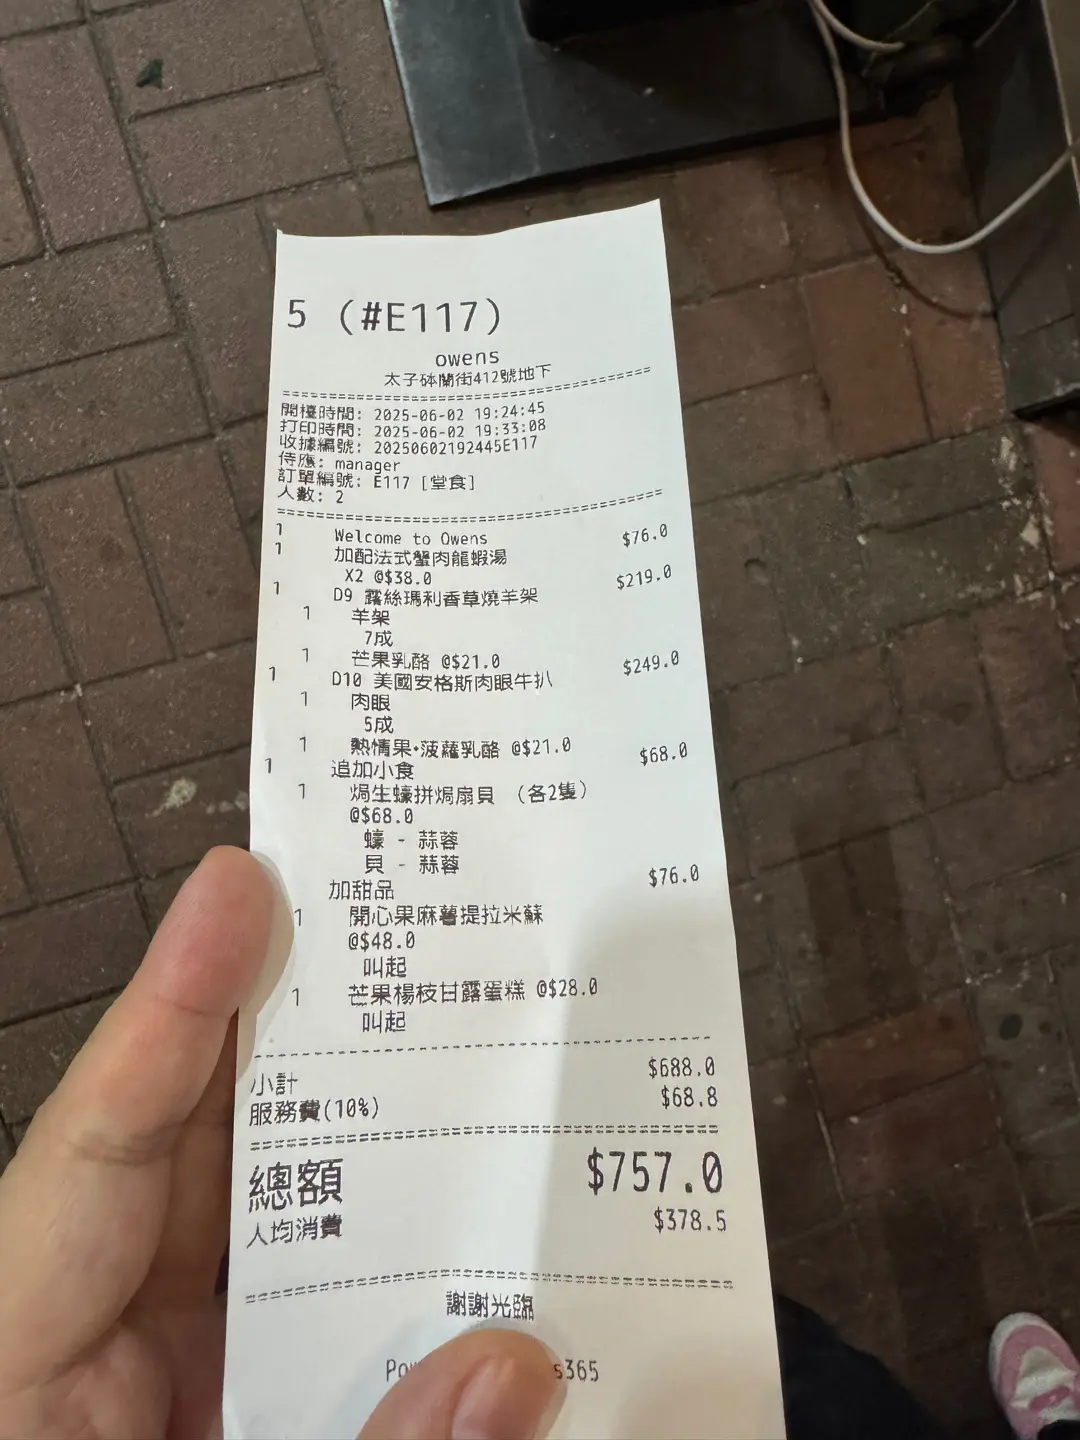 5 (#E117)
owens
太子砵蘭街412號地下
開檯時間: 2025-06-02 19:24:45
打印時間: 2025-06-02 19:33:08
收據編號: 20250602192445E117
侍應: manager
訂單編號: E117 [堂食]
人數: 2
1 Welcome to Owens
1 加配法式蟹肉龍蝦湯 $76.0
X2 @$38.0
1 D9 露絲瑪利香草燒羊架 $219.0
1 羊架
7成
1 芒果乳酪 @$21.0
1 D10 美國安格斯肉眼牛扒 $249.0
1 肉眼
5成
1 熱情果·菠蘿乳酪 @$21.0
1 追加小食 $68.0
1 焗生蠔拼焗扇貝 (各2隻)
@$68.0
蠔 - 蒜蓉
貝 - 蒜蓉
加甜品 $76.0
1 開心果麻薯提拉米蘇
@$48.0
叫起
1 芒果楊枝甘露蛋糕 @$28.0
叫起
小計 $688.0
服務費(10%) $68.8
總額 $757.0
人均消費 $378.5
謝謝光臨